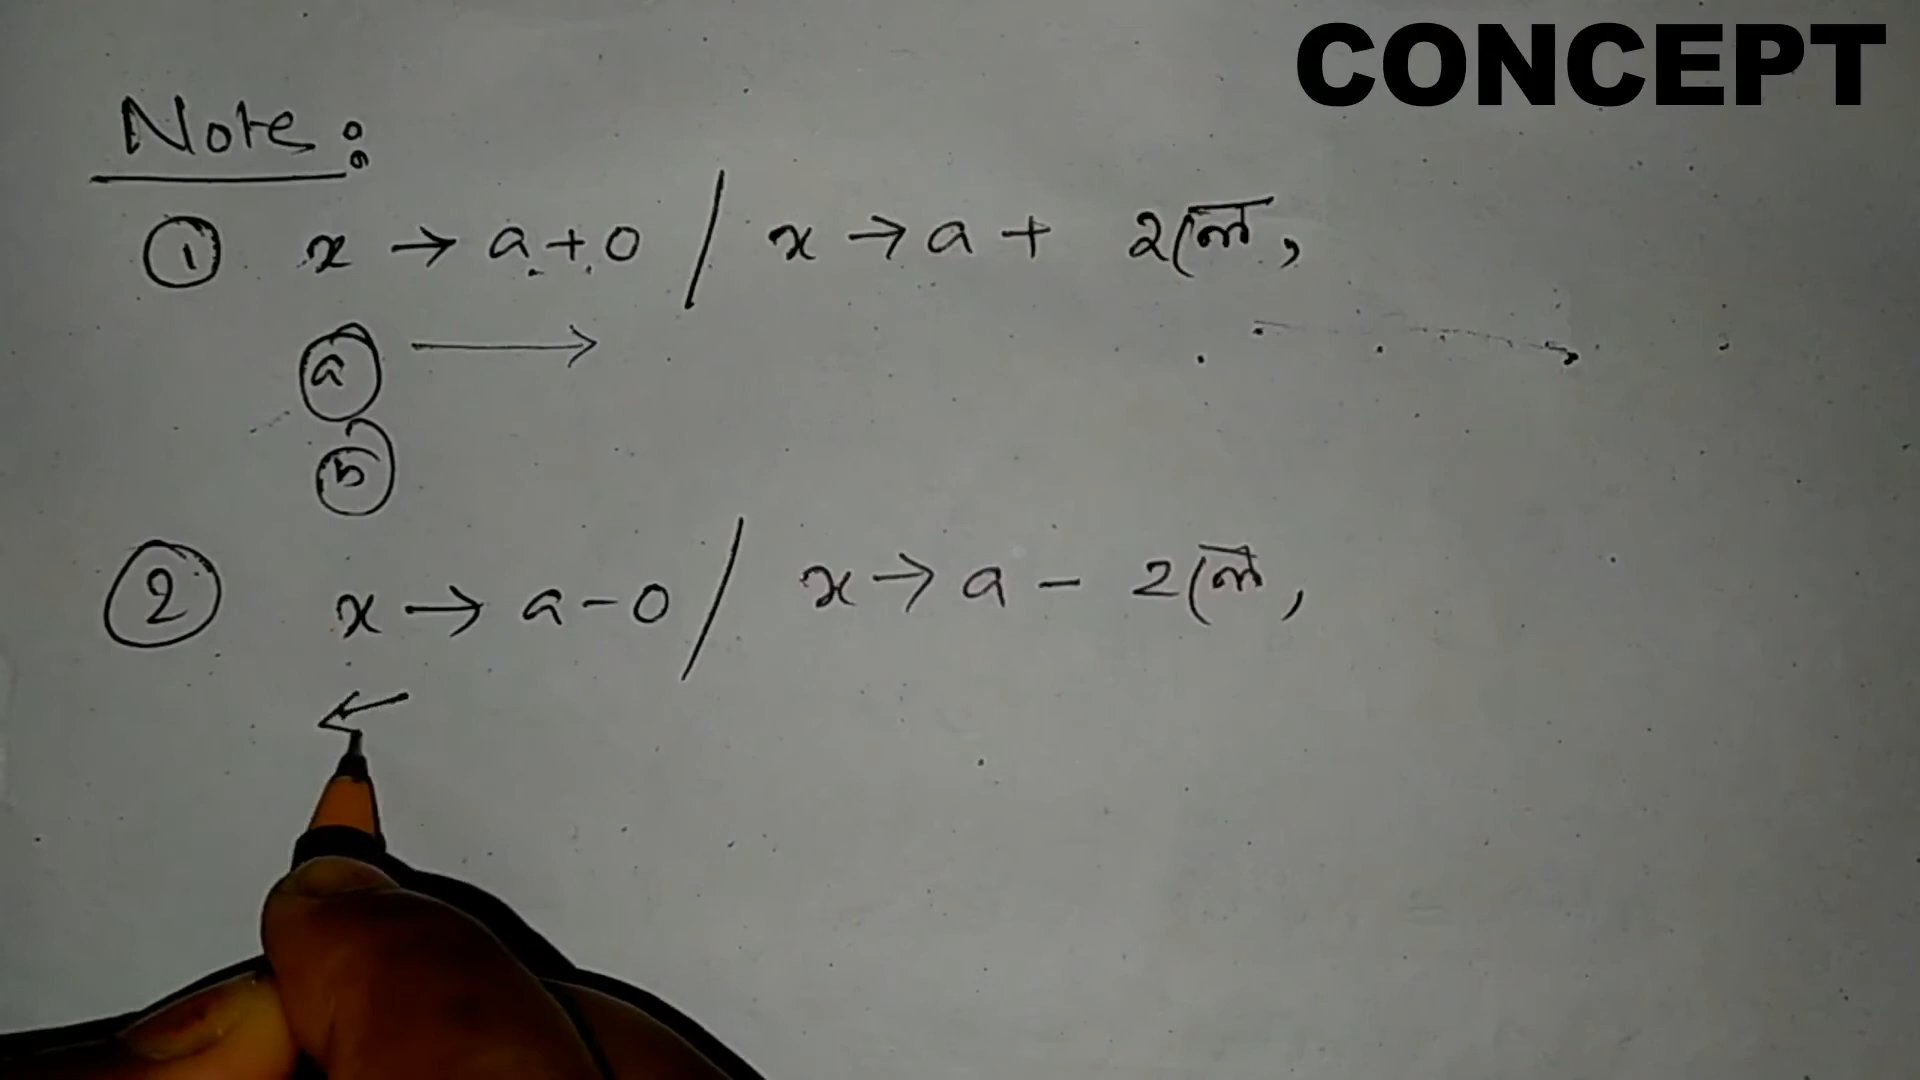 CONCEPT
Note:
① x → a+0 / x → a + হলে,
ⓐ →
ⓑ
② x → a-0 / x → a - হলে,
←